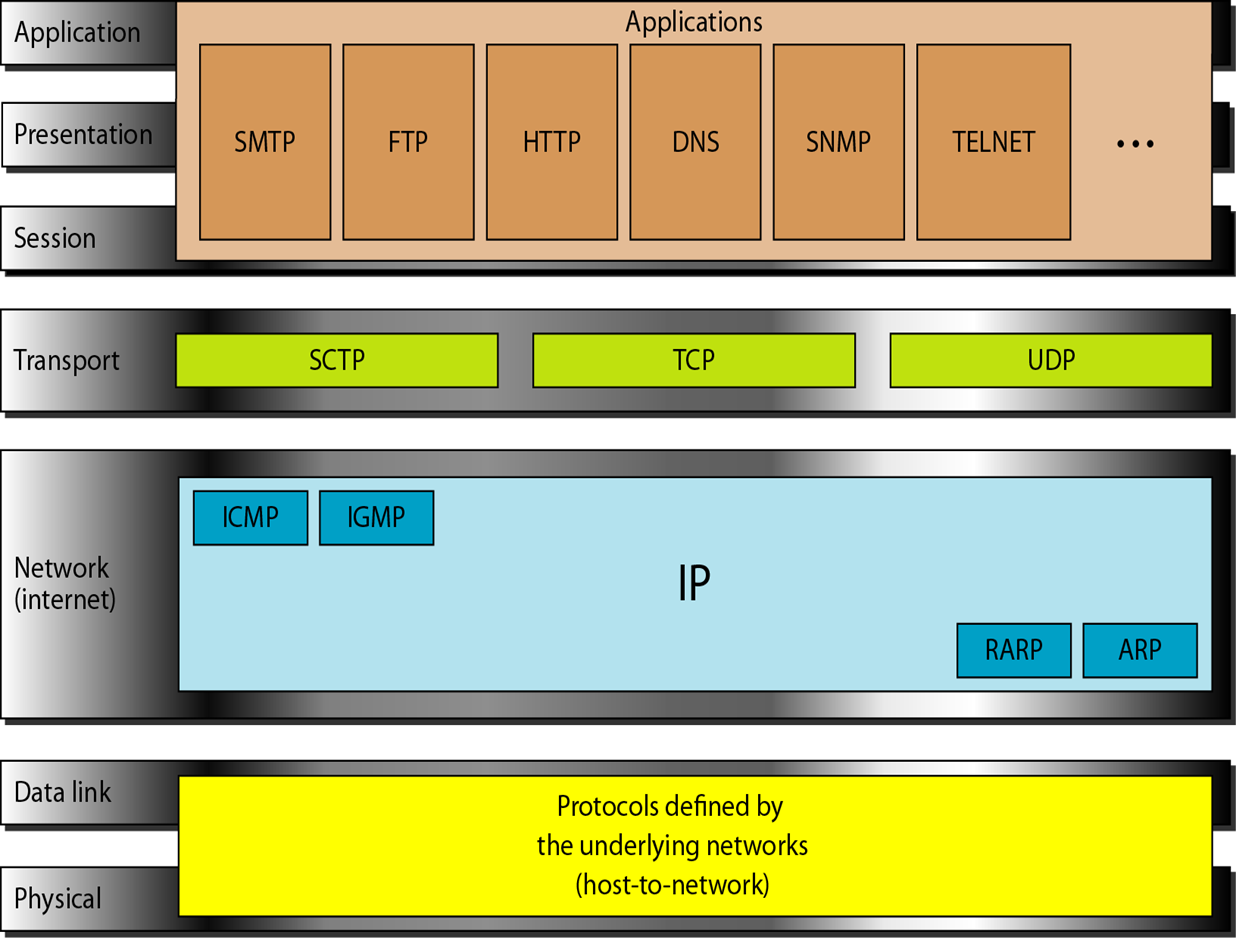 Application
Applications
Presentation
SMTP
FTP
HTTP
DNS
SNMP
TELNET
...
Session
Transport
SCTP
TCP
UDP
Network
(internet)
ICMP
IGMP
IP
RARP
ARP
Data link
Physical
Protocols defined by
the underlying networks
(host-to-network)